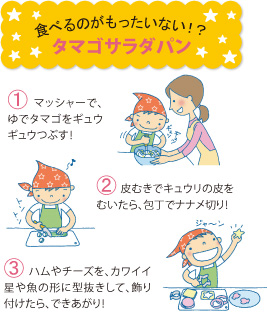 食べるのがもったいない！？
タマゴサラダパン
① マッシャーで、
ゆでタマゴをギュウ
ギュウつぶす！
② 皮むきでキュウリの皮を
むいたら、包丁でナナメ切り！
ジャ〜ン
③ ハムやチーズを、カワイイ
星や魚の形に型抜きして、飾り
付けたら、できあがり！